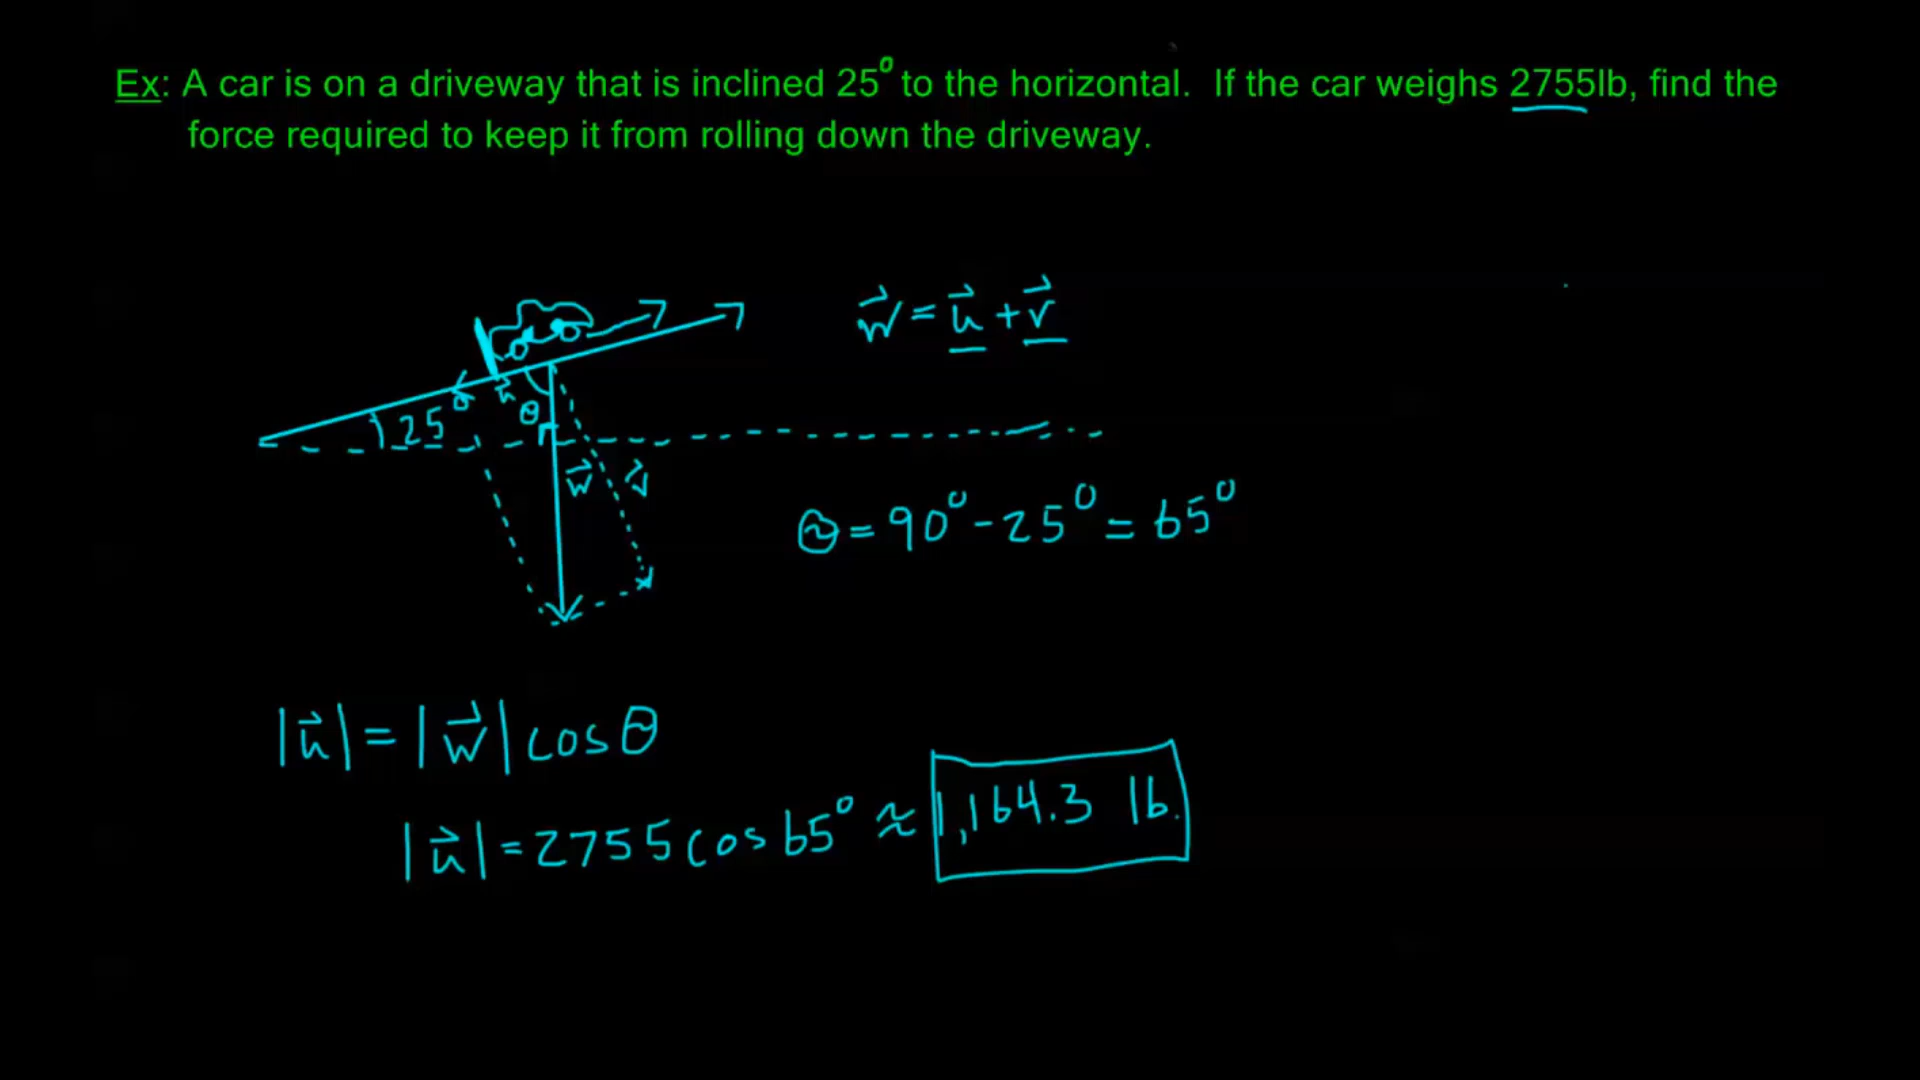 Ex: A car is on a driveway that is inclined 25° to the horizontal. If the car weighs 2755lb, find the
force required to keep it from rolling down the driveway.
w⃗ = u⃗ + v⃗
25°
u⃗
θ
w⃗
v⃗
θ = 90° - 25° = 65°
|u⃗| = |w⃗| cos θ
|u⃗| = 2755 cos 65° ≈ 1,164.3 lb.